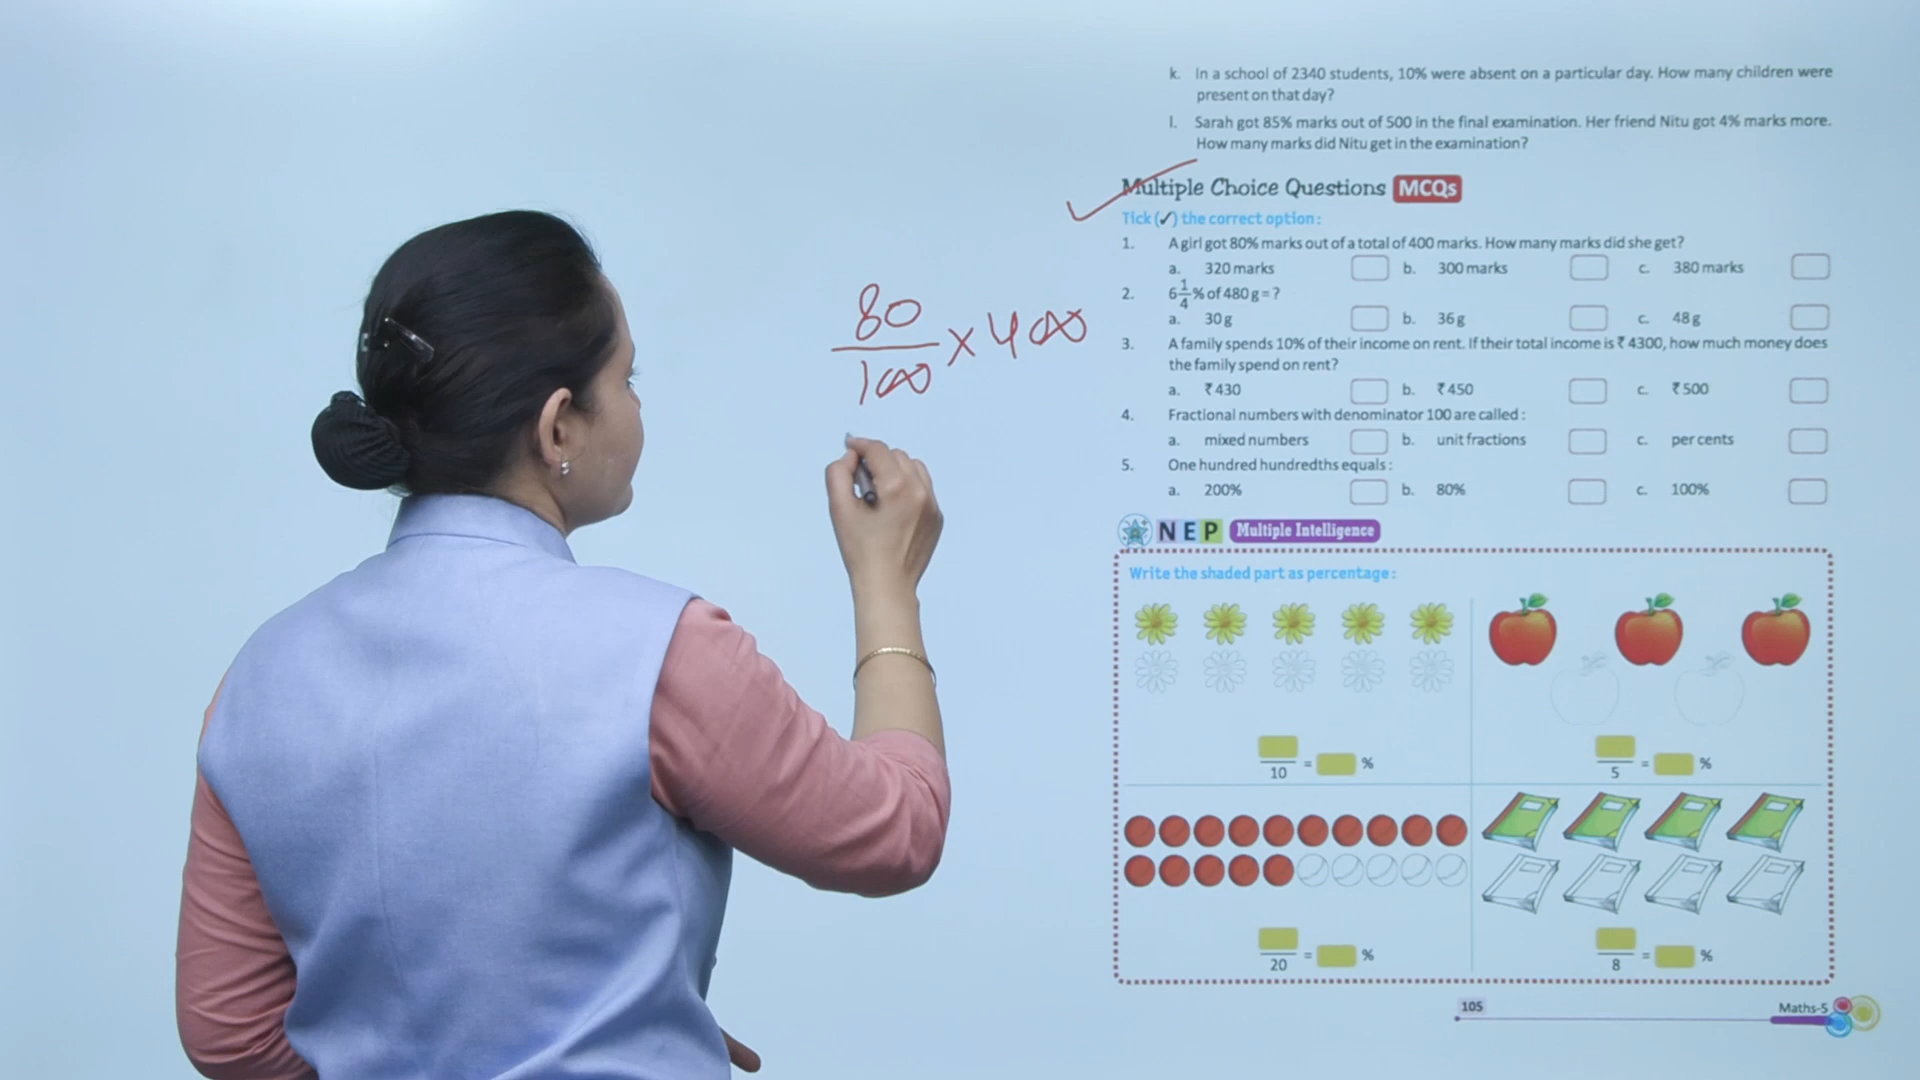 k. In a school of 2340 students, 10% were absent on a particular day. How many children were
present on that day?
l. Sarah got 85% marks out of 500 in the final examination. Her friend Nitu got 4% marks more.
How many marks did Nitu get in the examination?
Multiple Choice Questions MCQs
Tick (✓) the correct option :
1. A girl got 80% marks out of a total of 400 marks. How many marks did she get?
a. 320 marks b. 300 marks c. 380 marks
2. 6 1/4 % of 480 g = ?
a. 30 g b. 36 g c. 48 g
3. A family spends 10% of their income on rent. If their total income is ₹ 4300, how much money does
the family spend on rent?
a. ₹ 430 b. ₹ 450 c. ₹ 500
4. Fractional numbers with denominator 100 are called :
a. mixed numbers b. unit fractions c. per cents
5. One hundred hundredths equals :
a. 200% b. 80% c. 100%
80/100 × 400
NEP Multiple Intelligence
Write the shaded part as percentage :
/10 = %
/5 = %
/20 = %
/8 = %
105
Maths-5